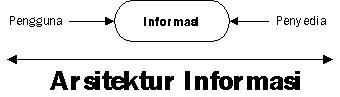 Pengguna Informasi Penyedia
Arsitektur Informasi